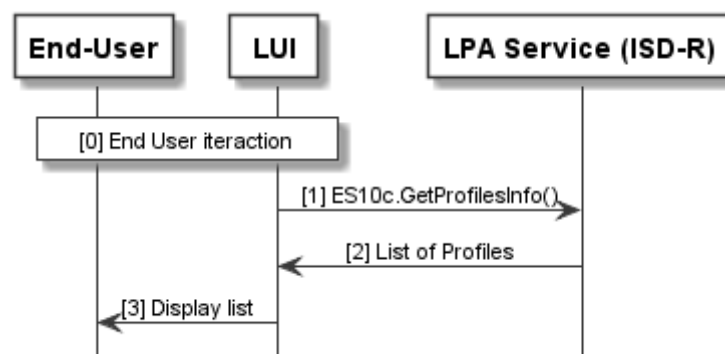 End-User
LUI
LPA Service (ISD-R)
[0] End User iteraction
[1] ES10c.GetProfilesInfo()
[2] List of Profiles
[3] Display list